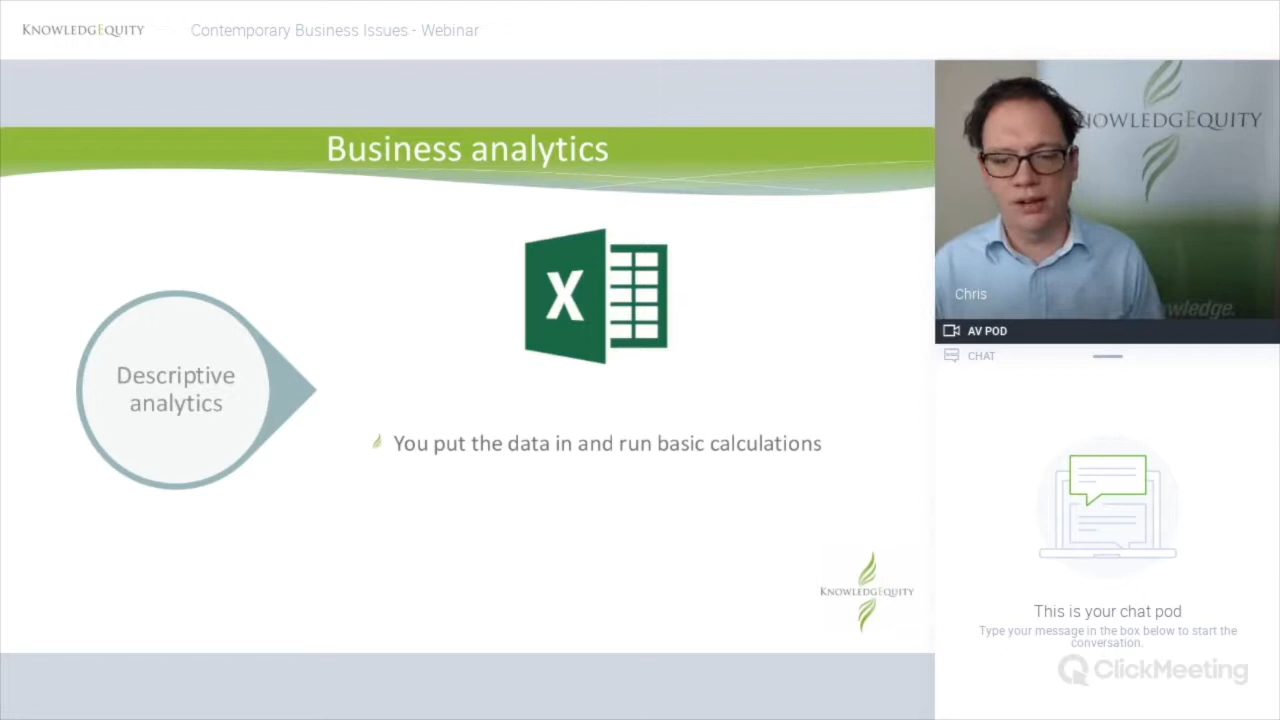 KNOWLEDGEQUITY
Contemporary Business Issues - Webinar
Business analytics
X
Descriptive
analytics
You put the data in and run basic calculations
KNOWLEDGEQUITY
NOWLEDGEQUITY
wledge.
Chris
AV POD
CHAT
This is your chat pod
Type your message in the box below to start the
conversation.
ClickMeeting